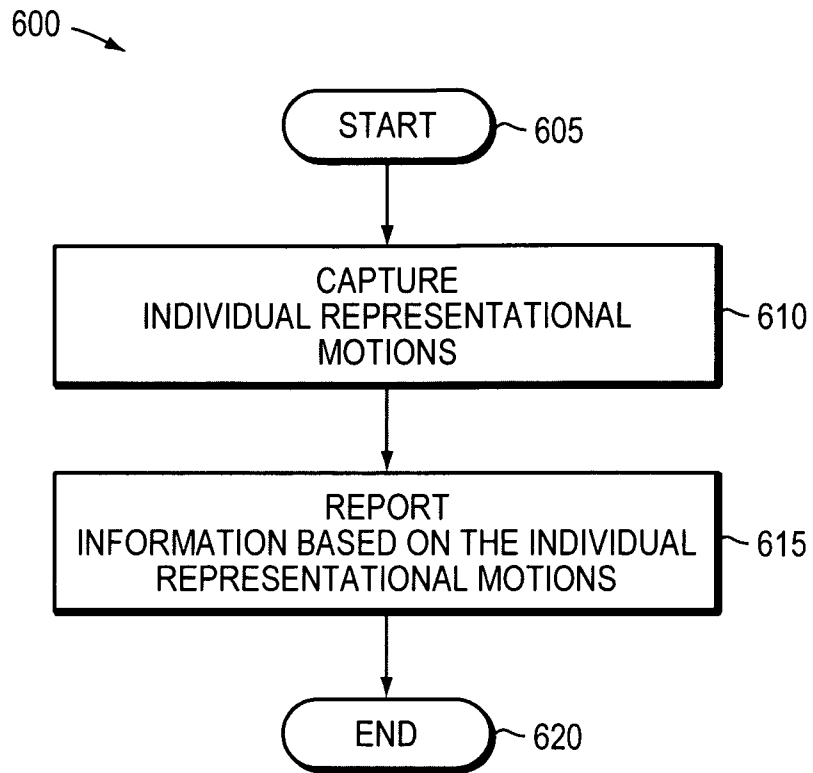 600
START
605
CAPTURE
INDIVIDUAL REPRESENTATIONAL
MOTIONS
610
REPORT
INFORMATION BASED ON THE INDIVIDUAL
REPRESENTATIONAL MOTIONS
615
END
620